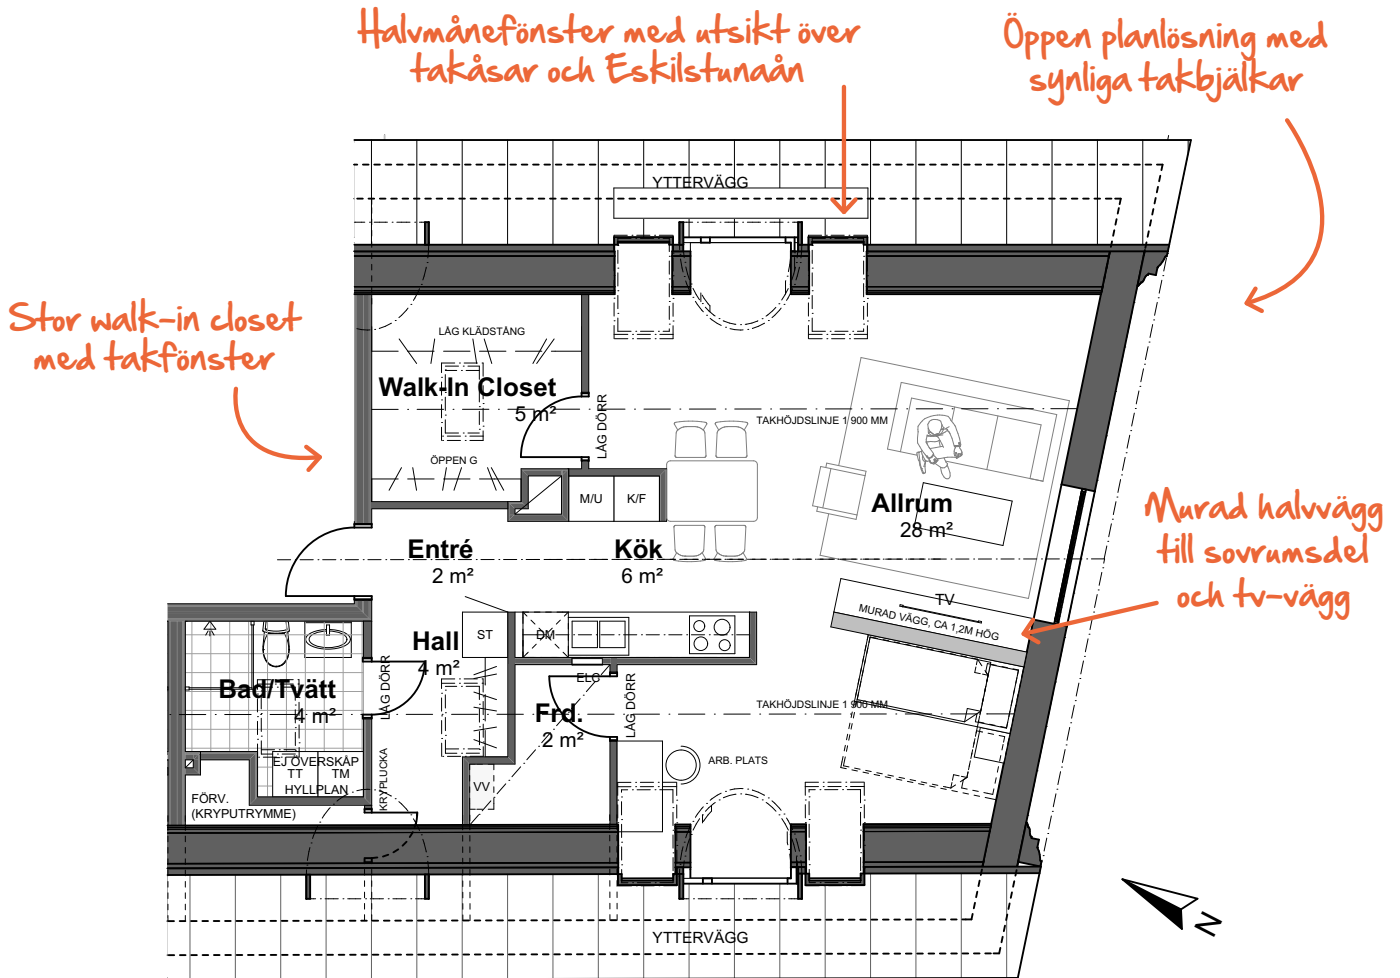 Halvmånefönster med utsikt över
takåsar och Eskilstunaån
Öppen planlösning med
synliga takbjälkar
YTTERVÄGG
Stor walk-in closet
med takfönster
LÅG KLÄDSTÅNG
Walk-In Closet
5 m²
LÅG DÖRR
ÖPPEN G
TAKHÖJDSLINJE 1 900 MM
M/U
K/F
Allrum
28 m²
Murad halvvägg
till sovrumsdel
och tv-vägg
Entré
2 m²
Kök
6 m²
TV
MURAD VÄGG, CA 1,2M HÖG
Hall
4 m²
ST
DM
ELC
LÅG DÖRR
Bad/Tvätt
4 m²
LÅG DÖRR
Frd.
2 m²
TAKHÖJDSLINJE 1 900 MM
ARB. PLATS
EJ ÖVERSKÅP
TT
TM
HYLLPLAN
KRYPLUCKA
VV
FÖRV.
(KRYPUTRYMME)
N
YTTERVÄGG